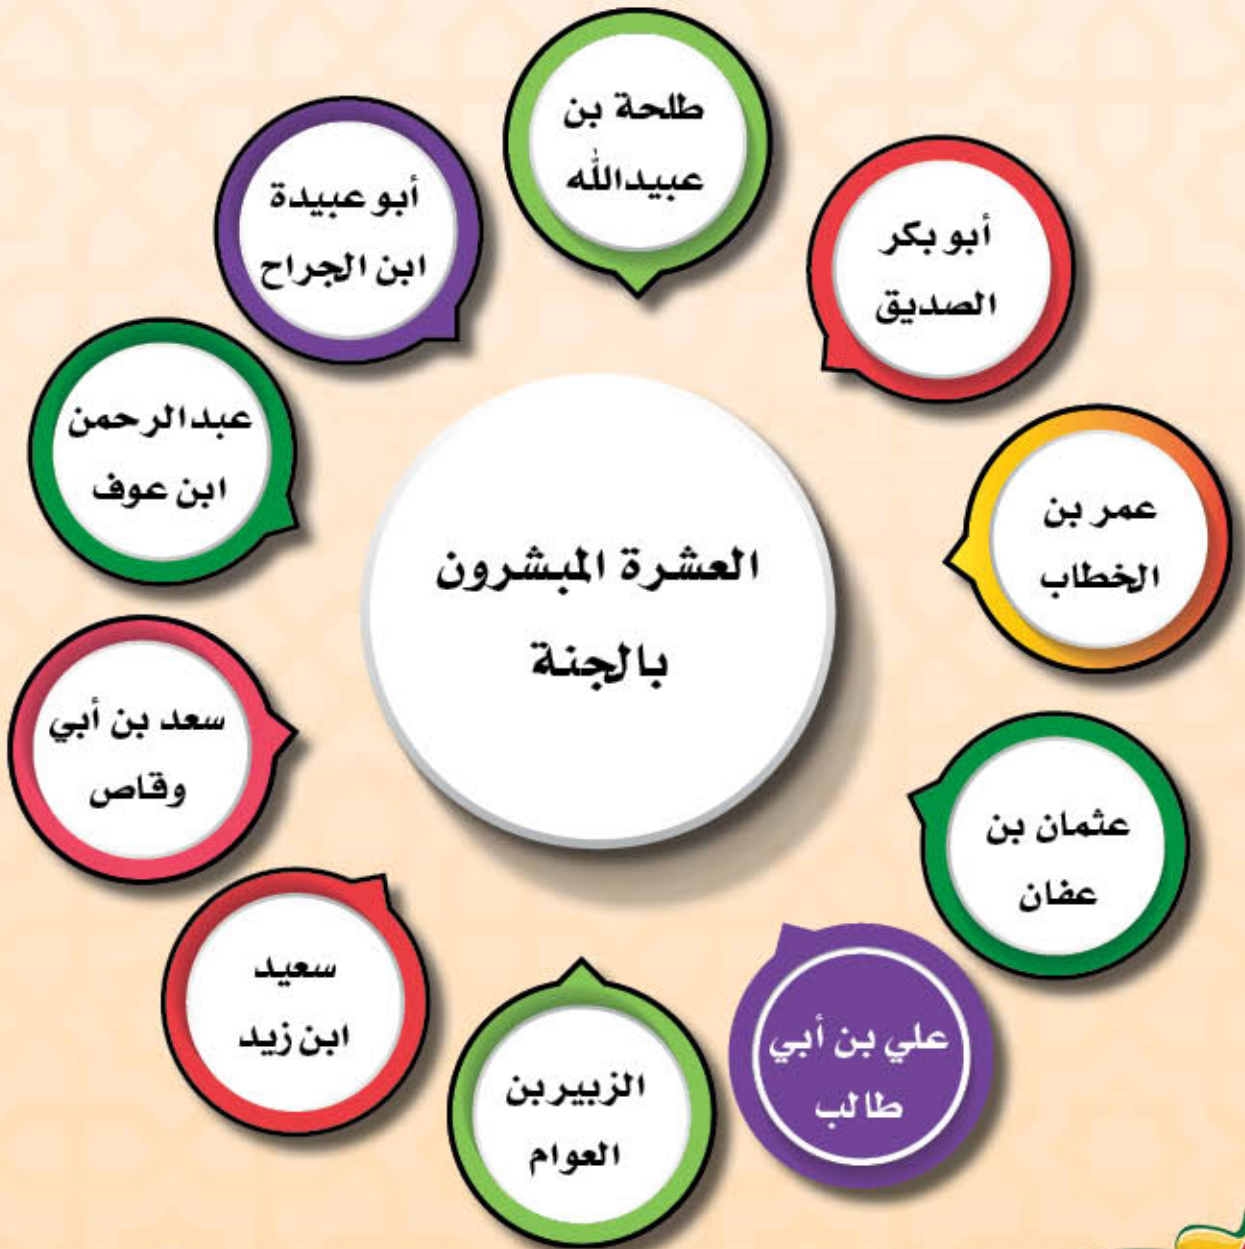 العشرة المبشرون
بالجنة
طلحة بن
عبيدالله
أبو بكر
الصديق
عمر بن
الخطاب
عثمان بن
عفان
علي بن أبي
طالب
الزبير بن
العوام
سعيد
ابن زيد
سعد بن أبي
وقاص
عبدالرحمن
ابن عوف
أبو عبيدة
ابن الجراح